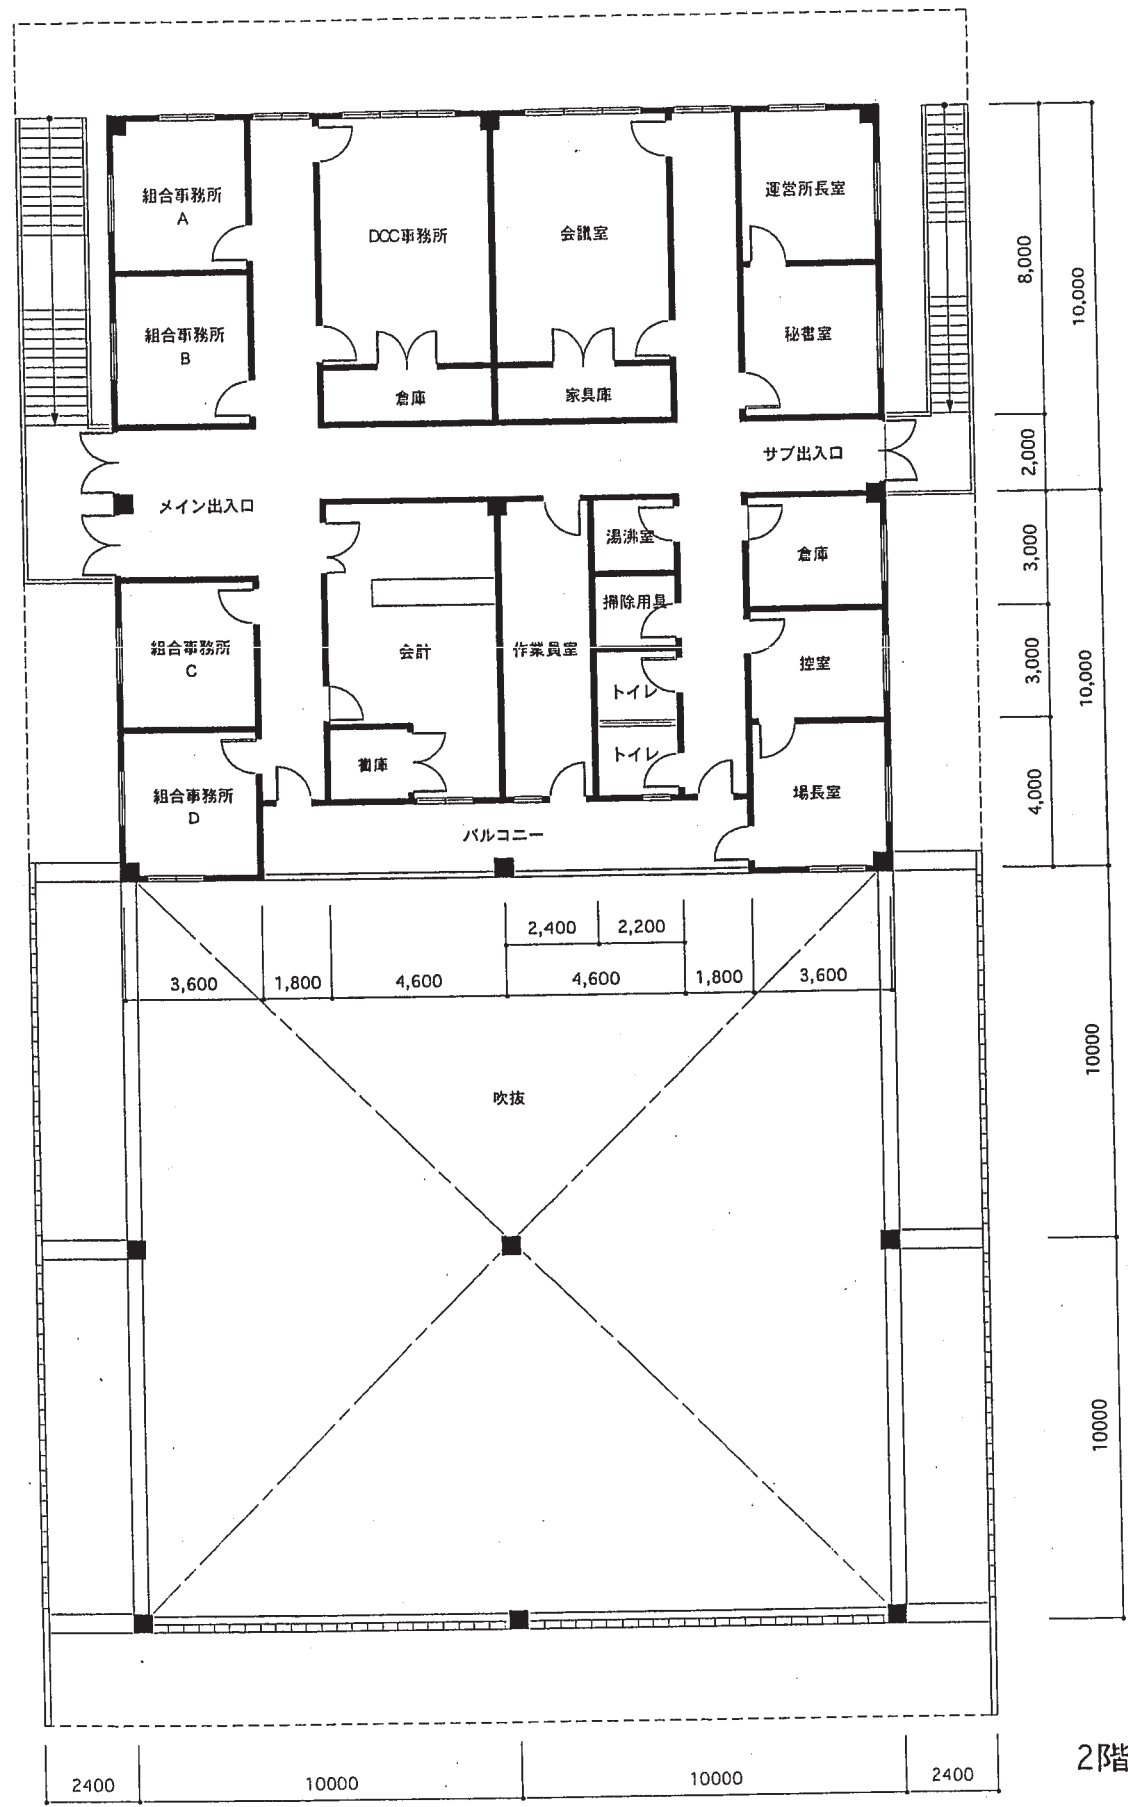 組合事務所
A
DCC事務所
会議室
運営所長室
組合事務所
B
秘書室
倉庫
家具庫
サブ出入口
メイン出入口
湯沸室
倉庫
掃除用具
組合事務所
C
会計
作業員室
控室
トイレ
トイレ
組合事務所
D
場長室
バルコニー
8,000
10,000
2,000
3,000
3,000
10,000
4,000
2,400
2,200
3,600
1,800
4,600
4,600
1,800
3,600
吹抜
10000
10000
2400
10000
10000
2400
2階